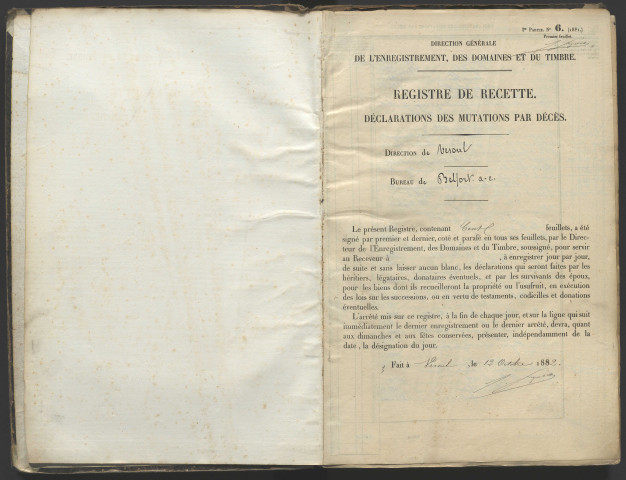 Ire Partie. N° 6. (1881.)
Première feuille.
DIRECTION GÉNÉRALE
DE L'ENREGISTREMENT, DES DOMAINES ET DU TIMBRE.
REGISTRE DE RECETTE.
DÉCLARATIONS DES MUTATIONS PAR DÉCÈS.
DIRECTION de Vesoul
BUREAU de Belfort a.c.
Le présent Registre, contenant feuillets, a été
signé par premier et dernier, coté et parafé en tous ses feuillets, par le Direc-
teur de l'Enregistrement, des Domaines et du Timbre, soussigné, pour servir
au Receveur à , à enregistrer jour par jour,
de suite et sans laisser aucun blanc, les déclarations qui seront faites par les
héritiers, légataires, donataires éventuels, et par les survivants des époux,
pour les biens dont ils recueilleront la propriété ou l'usufruit, en exécution
des lois sur les successions, ou en vertu de testaments, codicilles et donations
éventuelles.
L'arrêté mis sur ce registre, à la fin de chaque jour, et sur la ligne qui suit
immédiatement le dernier enregistrement ou le dernier arrêté, devra, quant
aux dimanches et aux fêtes conservées, présenter, indépendamment de la
date, la désignation du jour.
Fait à Vesoul, le 12 Octobre 1882.